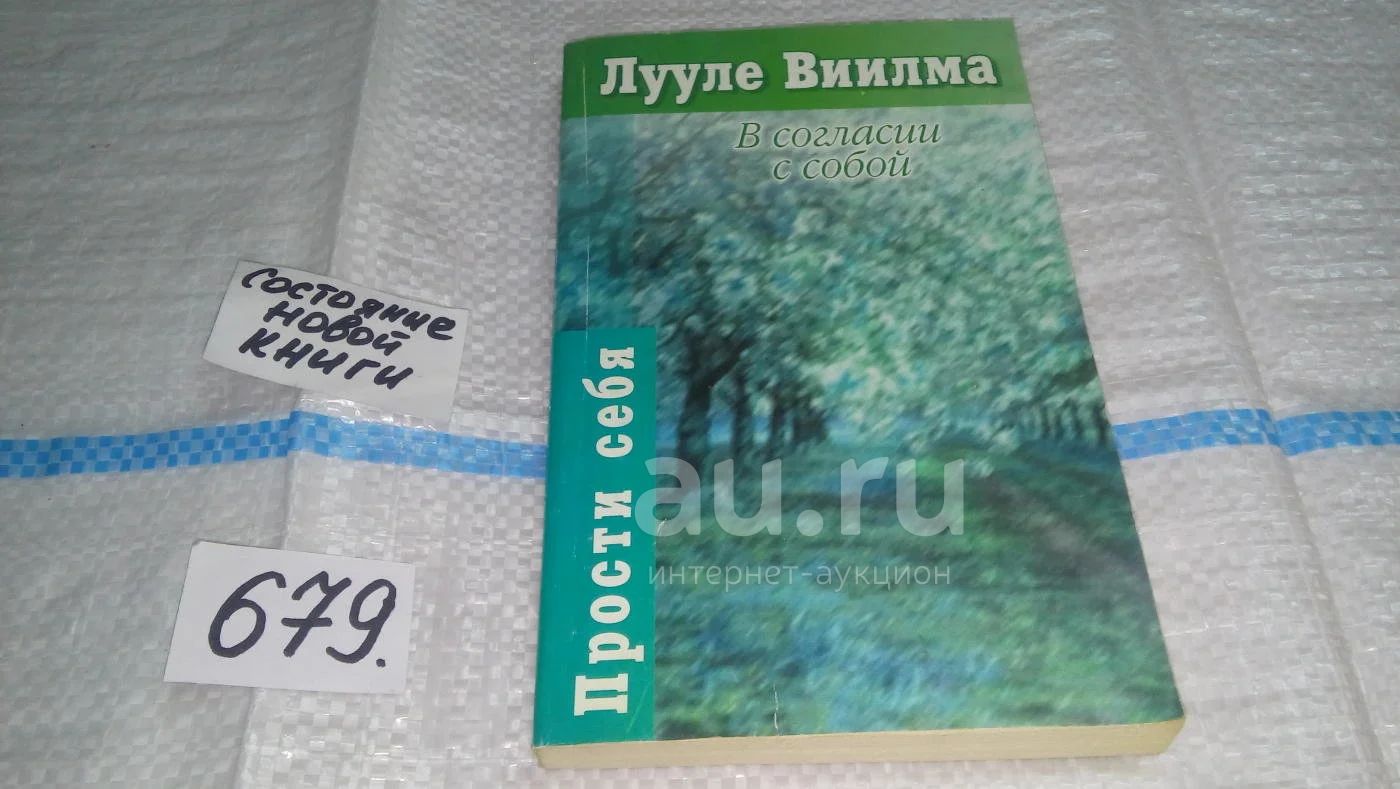 Лууле Виилма
В согласии
с собой
Прости себя
состояние
новой
книги
679.
au.ru
интернет-аукцион